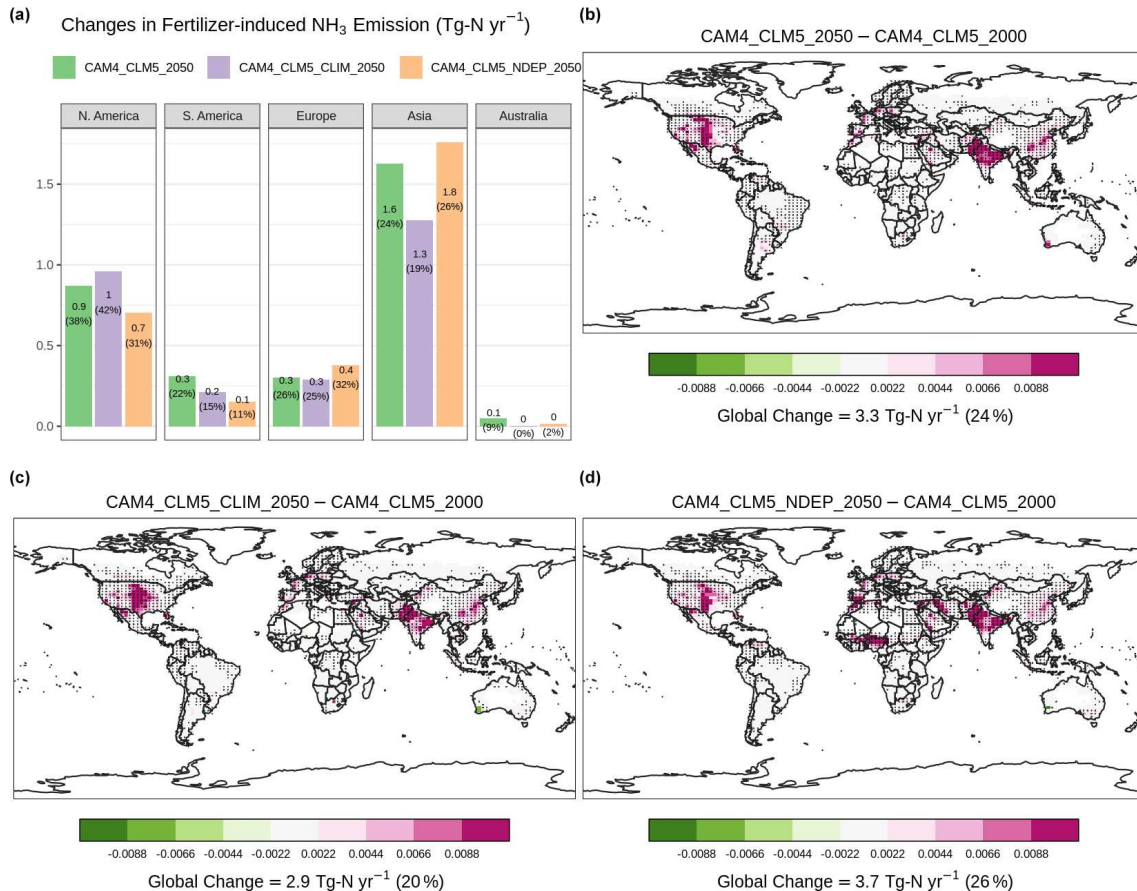 (a)
Changes in Fertilizer-induced NH₃ Emission (Tg-N yr⁻¹)
CAM4_CLM5_2050 CAM4_CLM5_CLIM_2050 CAM4_CLM5_NDEP_2050
N. America S. America Europe Asia Australia
1.5
1.0
0.5
0.0
0.9
(38%)
1
(42%)
0.7
(31%)
0.3
(22%)
0.2
(15%)
0.1
(11%)
0.3
(26%)
0.3
(25%)
0.4
(32%)
1.6
(24%)
1.3
(19%)
1.8
(26%)
0.1
(9%)
0
(0%)
0
(2%)
(b)
CAM4_CLM5_2050 − CAM4_CLM5_2000
-0.0088 -0.0066 -0.0044 -0.0022 0.0022 0.0044 0.0066 0.0088
Global Change = 3.3 Tg-N yr⁻¹ (24 %)
(c)
CAM4_CLM5_CLIM_2050 − CAM4_CLM5_2000
-0.0088 -0.0066 -0.0044 -0.0022 0.0022 0.0044 0.0066 0.0088
Global Change = 2.9 Tg-N yr⁻¹ (20 %)
(d)
CAM4_CLM5_NDEP_2050 − CAM4_CLM5_2000
-0.0088 -0.0066 -0.0044 -0.0022 0.0022 0.0044 0.0066 0.0088
Global Change = 3.7 Tg-N yr⁻¹ (26 %)